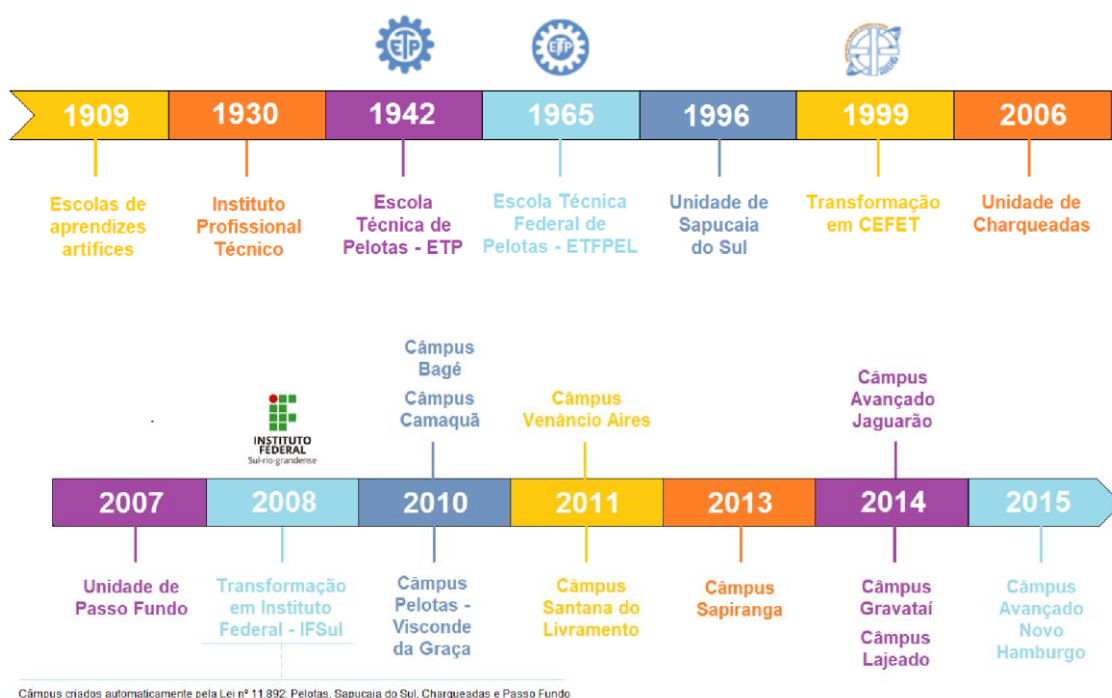 ETP
ETP
1909
1930
1942
1965
1996
1999
2006
Escolas de
aprendizes
artífices
Instituto
Profissional
Técnico
Escola
Técnica de
Pelotas - ETP
Escola Técnica
Federal de
Pelotas - ETFPEL
Unidade de
Sapucaia
do Sul
Transformação
em CEFET
Unidade de
Charqueadas
INSTITUTO
FEDERAL
Sul-rio-grandense
Câmpus
Bagé
Câmpus
Camaquã
Câmpus
Venâncio Aires
Câmpus
Avançado
Jaguarão
2007
2008
2010
2011
2013
2014
2015
Unidade de
Passo Fundo
Transformação
em Instituto
Federal - IFSul
Câmpus
Pelotas -
Visconde
da Graça
Câmpus
Santana do
Livramento
Câmpus
Sapiranga
Câmpus
Gravataí
Câmpus
Lajeado
Câmpus
Avançado
Novo
Hamburgo
Câmpus criados automaticamente pela Lei nº 11.892: Pelotas, Sapucaia do Sul, Charqueadas e Passo Fundo